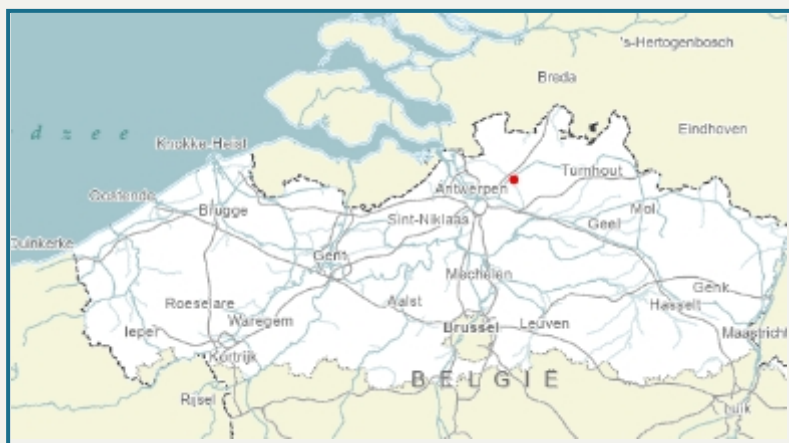 's-Hertogenbosch
Breda
d z e e
Eindhoven
Knokke-Heist
Turnhout
Antwerpen
Oostende
Brugge
Sint-Niklaas
Mol
Geel
Duinkerke
Gent
Mechelen
Genk
Roeselare
Aalst
Hasselt
Waregem
Brussel
Leuven
Ieper
Maastricht
Kortrijk
BELGIË
Rijsel
Luik